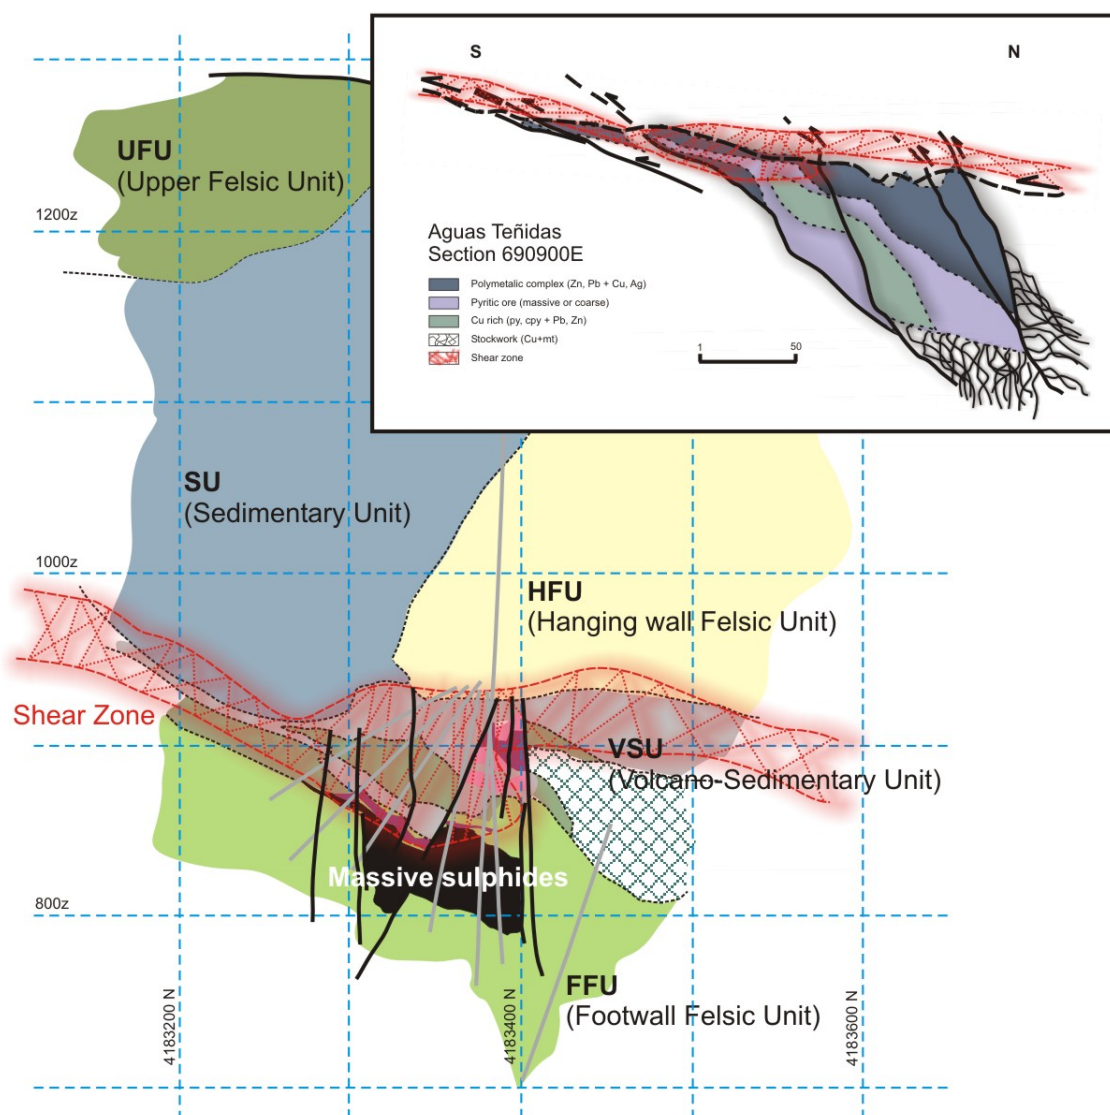 S
N
Aguas Teñidas
Section 690900E
Polymetalic complex (Zn, Pb + Cu, Ag)
Pyritic ore (massive or coarse)
Cu rich (py, cpy + Pb, Zn)
Stockwork (Cu+mt)
Shear zone
1
50
UFU
(Upper Felsic Unit)
1200z
SU
(Sedimentary Unit)
1000z
HFU
(Hanging wall Felsic Unit)
Shear Zone
VSU
(Volcano-Sedimentary Unit)
Massive sulphides
800z
FFU
(Footwall Felsic Unit)
4183200 N
4183400 N
4183600 N